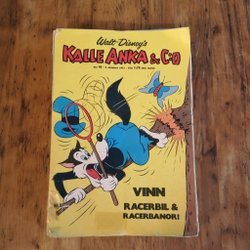 Walt Disney's
KALLE ANKA & C:O
VINN
RACERBIL &
RACERBANOR!